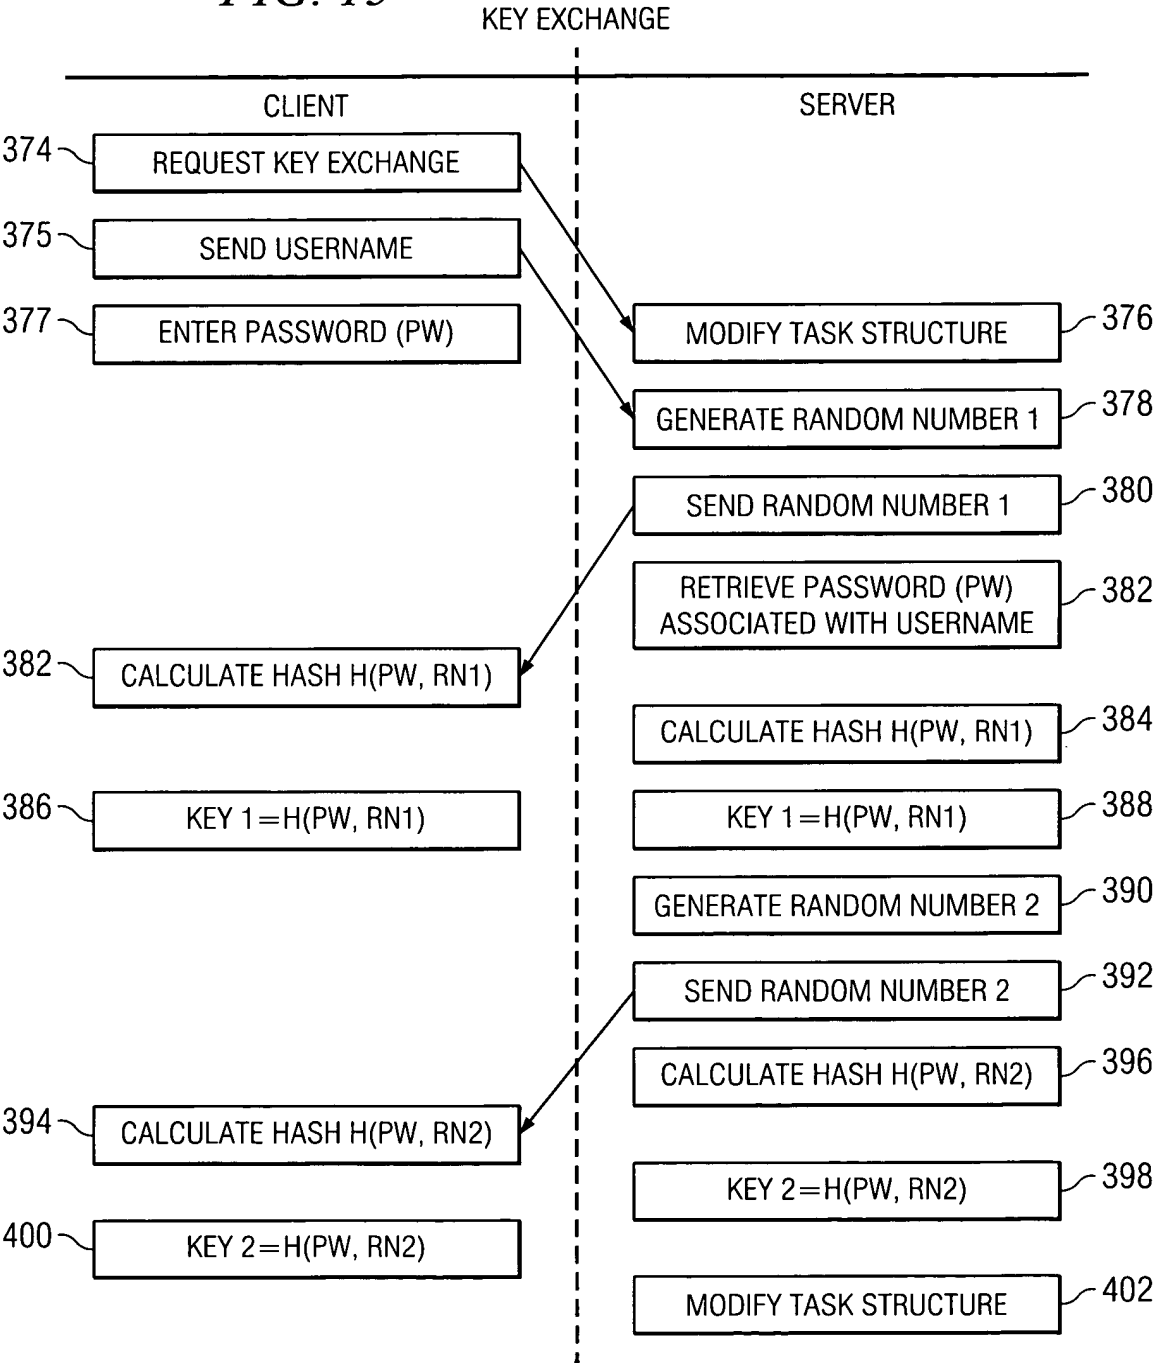 FIG. 13
KEY EXCHANGE
CLIENT
SERVER
374
REQUEST KEY EXCHANGE
375
SEND USERNAME
377
ENTER PASSWORD (PW)
MODIFY TASK STRUCTURE
376
GENERATE RANDOM NUMBER 1
378
SEND RANDOM NUMBER 1
380
RETRIEVE PASSWORD (PW)
ASSOCIATED WITH USERNAME
382
382
CALCULATE HASH H(PW, RN1)
CALCULATE HASH H(PW, RN1)
384
386
KEY 1=H(PW, RN1)
KEY 1=H(PW, RN1)
388
GENERATE RANDOM NUMBER 2
390
SEND RANDOM NUMBER 2
392
CALCULATE HASH H(PW, RN2)
396
394
CALCULATE HASH H(PW, RN2)
KEY 2=H(PW, RN2)
398
400
KEY 2=H(PW, RN2)
MODIFY TASK STRUCTURE
402